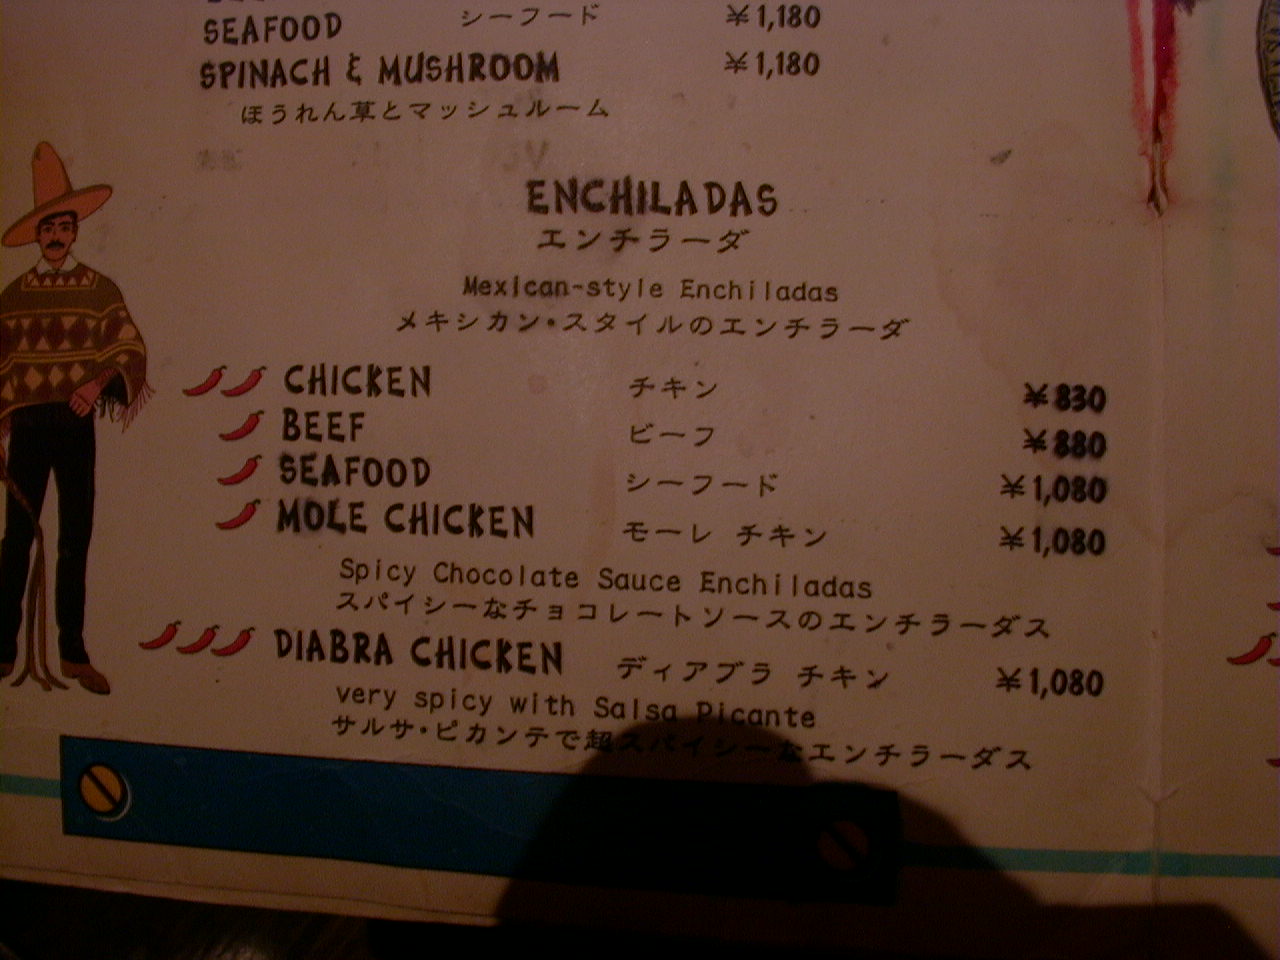 SEAFOOD シーフード ¥1,180
SPINACH & MUSHROOM ¥1,180
ほうれん草とマッシュルーム
ENCHILADAS
エンチラーダ
Mexican-style Enchiladas
メキシカン・スタイルのエンチラーダ
CHICKEN チキン ¥830
BEEF ビーフ ¥880
SEAFOOD シーフード ¥1,080
MOLE CHICKEN モーレ チキン ¥1,080
Spicy Chocolate Sauce Enchiladas
スパイシーなチョコレートソースのエンチラーダス
DIABRA CHICKEN ディアブラ チキン ¥1,080
very spicy with Salsa Picante
サルサ・ピカンテで超スパイシーなエンチラーダス